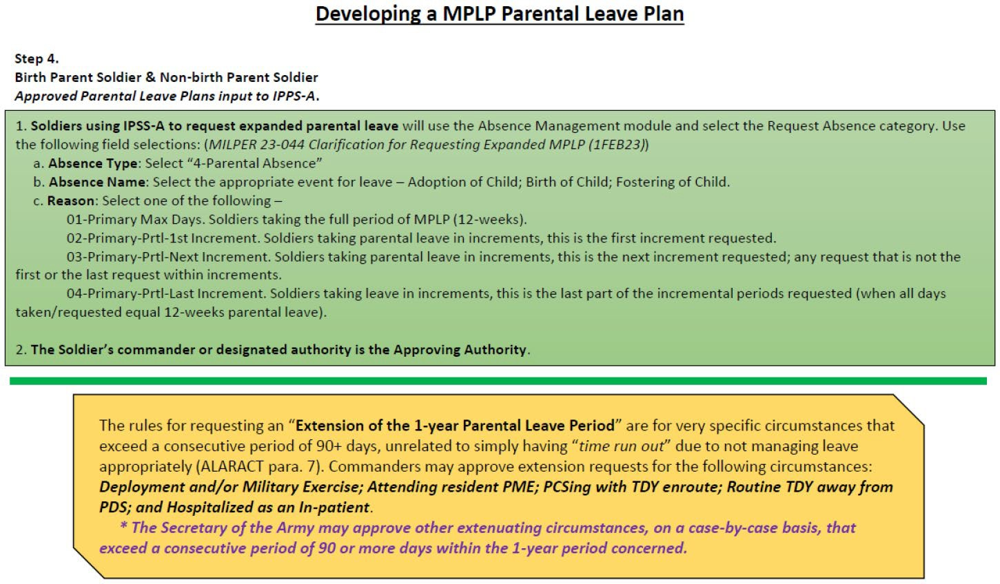 Developing a MPLP Parental Leave Plan
Step 4.
Birth Parent Soldier & Non-birth Parent Soldier
Approved Parental Leave Plans input to IPPS-A.
1. Soldiers using IPSS-A to request expanded parental leave will use the Absence Management module and select the Request Absence category. Use
the following field selections: (MILPER 23-044 Clarification for Requesting Expanded MPLP (1FEB23))
a. Absence Type: Select “4-Parental Absence”
b. Absence Name: Select the appropriate event for leave – Adoption of Child; Birth of Child; Fostering of Child.
c. Reason: Select one of the following –
01-Primary Max Days. Soldiers taking the full period of MPLP (12-weeks).
02-Primary-Prtl-1st Increment. Soldiers taking parental leave in increments, this is the first increment requested.
03-Primary-Prtl-Next Increment. Soldiers taking parental leave in increments, this is the next increment requested; any request that is not the
first or the last request within increments.
04-Primary-Prtl-Last Increment. Soldiers taking leave in increments, this is the last part of the incremental periods requested (when all days
taken/requested equal 12-weeks parental leave).
2. The Soldier’s commander or designated authority is the Approving Authority.
The rules for requesting an “Extension of the 1-year Parental Leave Period” are for very specific circumstances that
exceed a consecutive period of 90+ days, unrelated to simply having “time run out” due to not managing leave
appropriately (ALARACT para. 7). Commanders may approve extension requests for the following circumstances:
Deployment and/or Military Exercise; Attending resident PME; PCSing with TDY enroute; Routine TDY away from
PDS; and Hospitalized as an In-patient.
* The Secretary of the Army may approve other extenuating circumstances, on a case-by-case basis, that
exceed a consecutive period of 90 or more days within the 1-year period concerned.